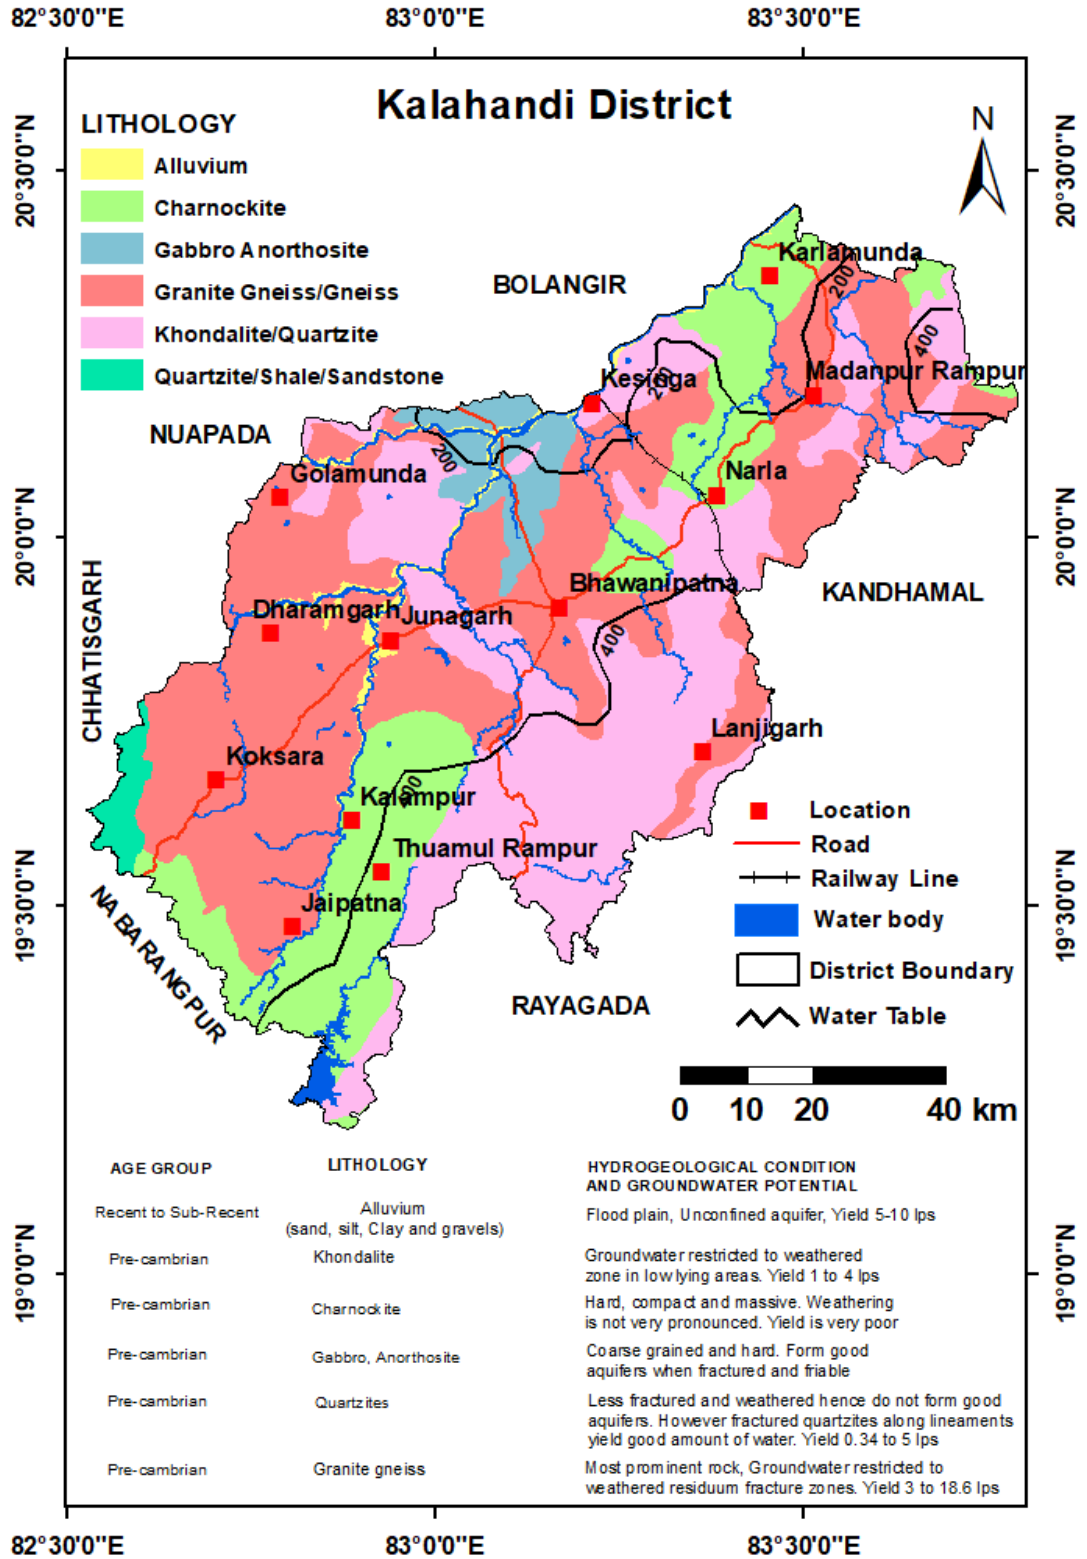 82°30'0"E 83°0'0"E 83°30'0"E
Kalahandi District
N
LITHOLOGY
Alluvium
Charnockite
Gabbro Anorthosite
Granite Gneiss/Gneiss
Khondalite/Quartzite
Quartzite/Shale/Sandstone
20°30'0"N
20°30'0"N
BOLANGIR
Karlamunda
200
400
Kesinga
200
Madanpur Rampur
NUAPADA
200
Golamunda
Narla
20°0'0"N
20°0'0"N
Bhawanipatna
KANDHAMAL
CHHATISGARH
Dharamgarh
Junagarh
400
Lanjigarh
Koksara
400
Kalampur
Thuamul Rampur
Jaipatna
19°30'0"N
19°30'0"N
NABARANGPUR
RAYAGADA
Location
Road
Railway Line
Water body
District Boundary
Water Table
0 10 20 40 km
AGE GROUP LITHOLOGY HYDROGEOLOGICAL CONDITION
AND GROUNDWATER POTENTIAL
Recent to Sub-Recent Alluvium Flood plain, Unconfined aquifer, Yield 5-10 lps
(sand, silt, Clay and gravels)
Pre-cambrian Khondalite Groundwater restricted to weathered
zone in low lying areas. Yield 1 to 4 lps
Pre-cambrian Charnockite Hard, compact and massive. Weathering
is not very pronounced. Yield is very poor
Pre-cambrian Gabbro, Anorthosite Coarse grained and hard. Form good
aquifers when fractured and friable
Pre-cambrian Quartzites Less fractured and weathered hence do not form good
aquifers. However fractured quartzites along lineaments
yield good amount of water. Yield 0.34 to 5 lps
Pre-cambrian Granite gneiss Most prominent rock, Groundwater restricted to
weathered residuum fracture zones. Yield 3 to 18.6 lps
19°0'0"N
19°0'0"N
82°30'0"E 83°0'0"E 83°30'0"E